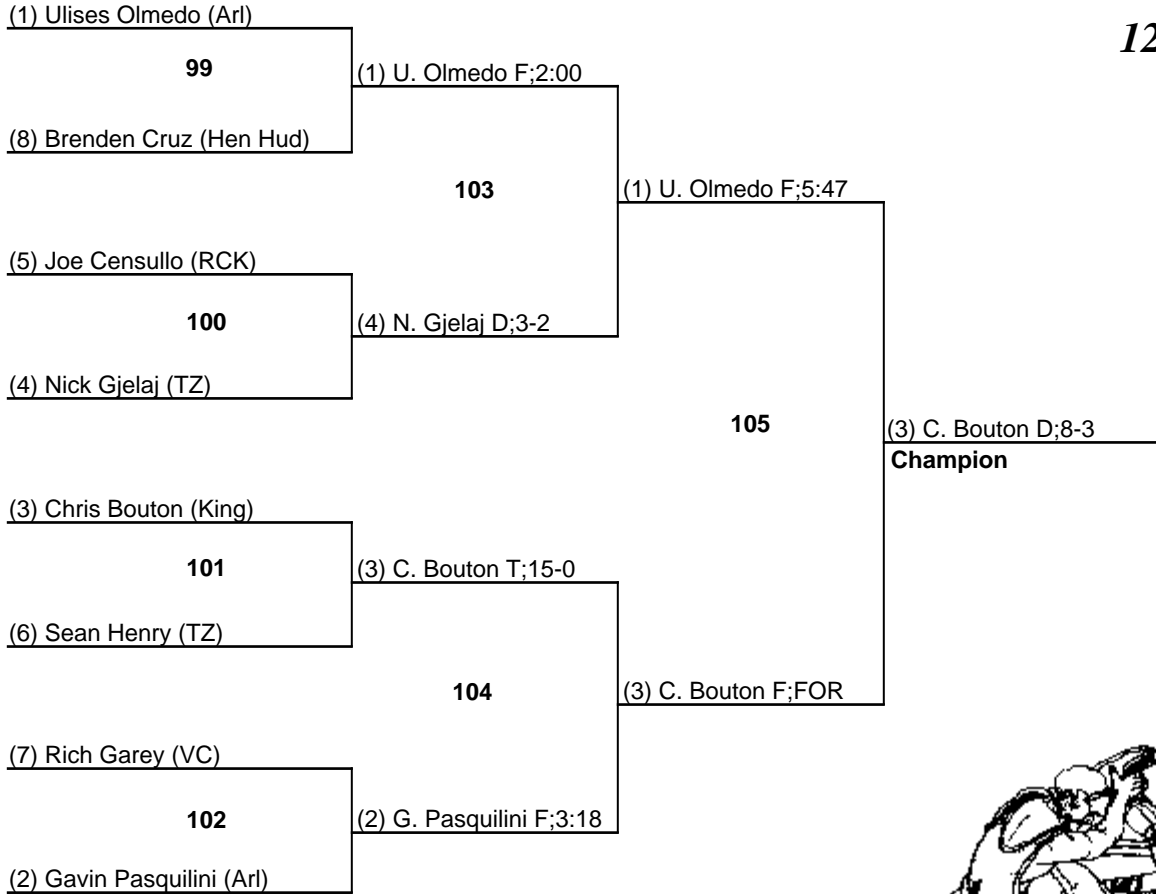 (1) Ulises Olmedo (Arl)
12
99
(1) U. Olmedo F;2:00
(8) Brenden Cruz (Hen Hud)
103
(1) U. Olmedo F;5:47
(5) Joe Censullo (RCK)
100
(4) N. Gjelaj D;3-2
(4) Nick Gjelaj (TZ)
105
(3) C. Bouton D;8-3
Champion
(3) Chris Bouton (King)
101
(3) C. Bouton T;15-0
(6) Sean Henry (TZ)
104
(3) C. Bouton F;FOR
(7) Rich Garey (VC)
102
(2) G. Pasquilini F;3:18
(2) Gavin Pasquilini (Arl)